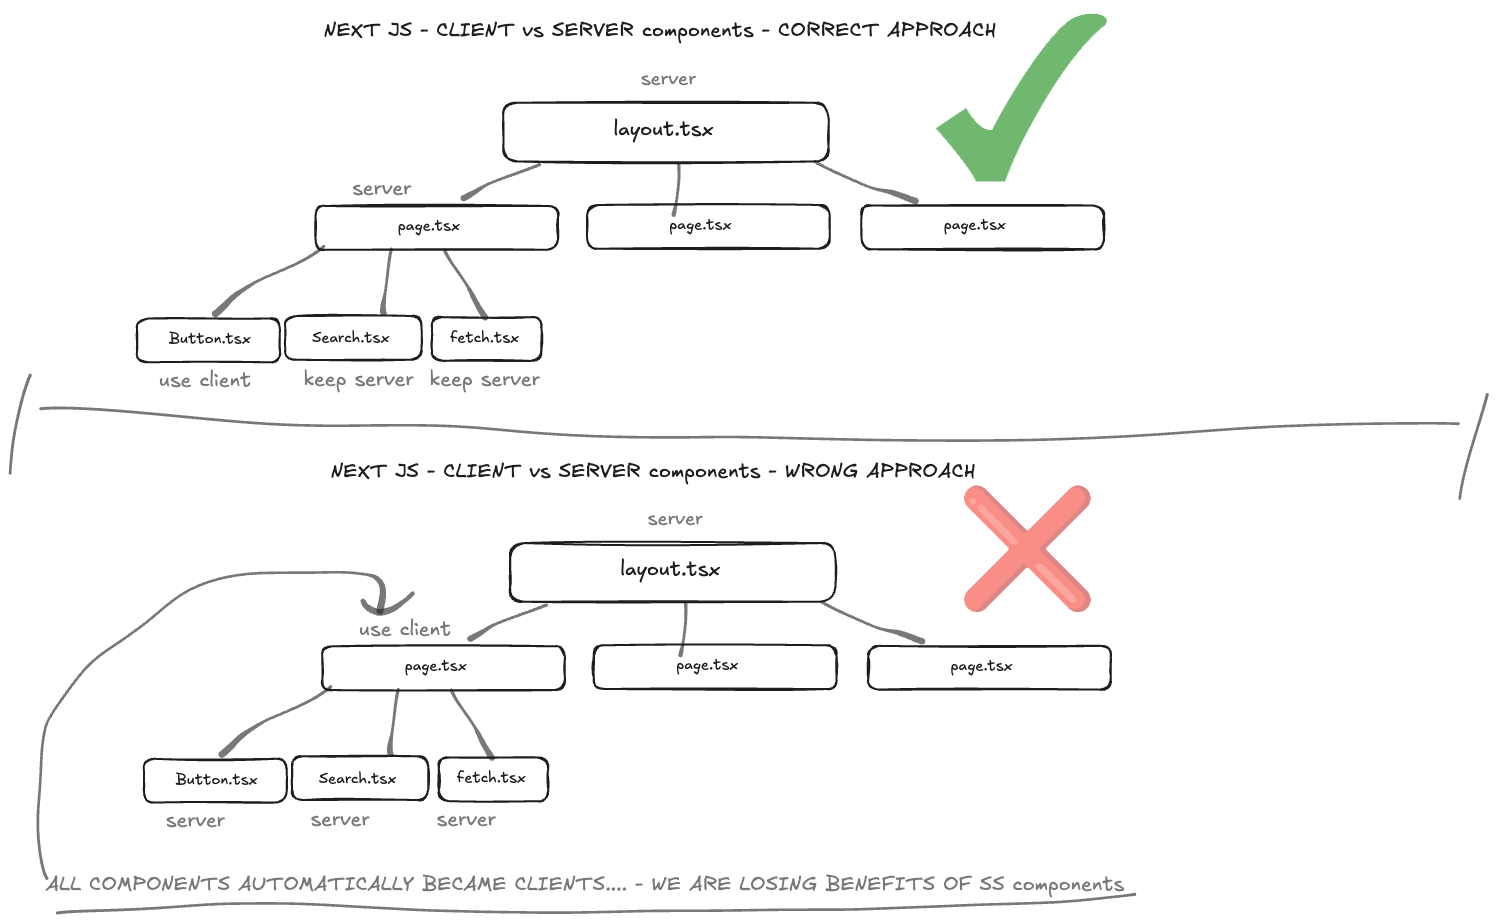 NEXT JS - CLIENT vs SERVER components - CORRECT APPROACH
server
layout.tsx
server
page.tsx
page.tsx
page.tsx
Button.tsx
Search.tsx
fetch.tsx
use client
keep server
keep server
NEXT JS - CLIENT vs SERVER components - WRONG APPROACH
server
layout.tsx
use client
page.tsx
page.tsx
page.tsx
Button.tsx
Search.tsx
fetch.tsx
server
server
server
ALL COMPONENTS AUTOMATICALLY BECAME CLIENTS.... - WE ARE LOSING BENEFITS OF SS components